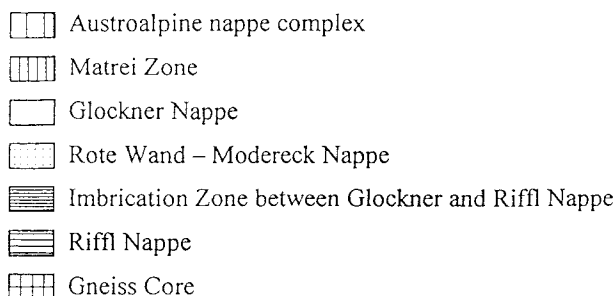 Austroalpine nappe complex
Matrei Zone
Glockner Nappe
Rote Wand – Modereck Nappe
Imbrication Zone between Glockner and Riffl Nappe
Riffl Nappe
Gneiss Core